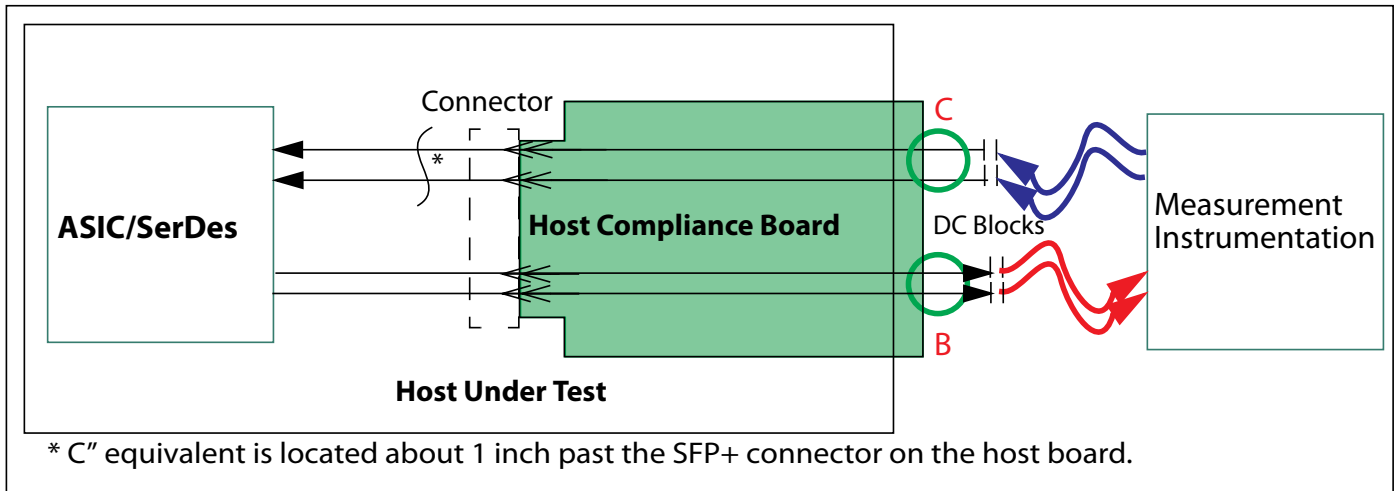 Connector
C
*
ASIC/SerDes
Host Compliance Board
DC Blocks
Measurement
Instrumentation
B
Host Under Test
* C” equivalent is located about 1 inch past the SFP+ connector on the host board.